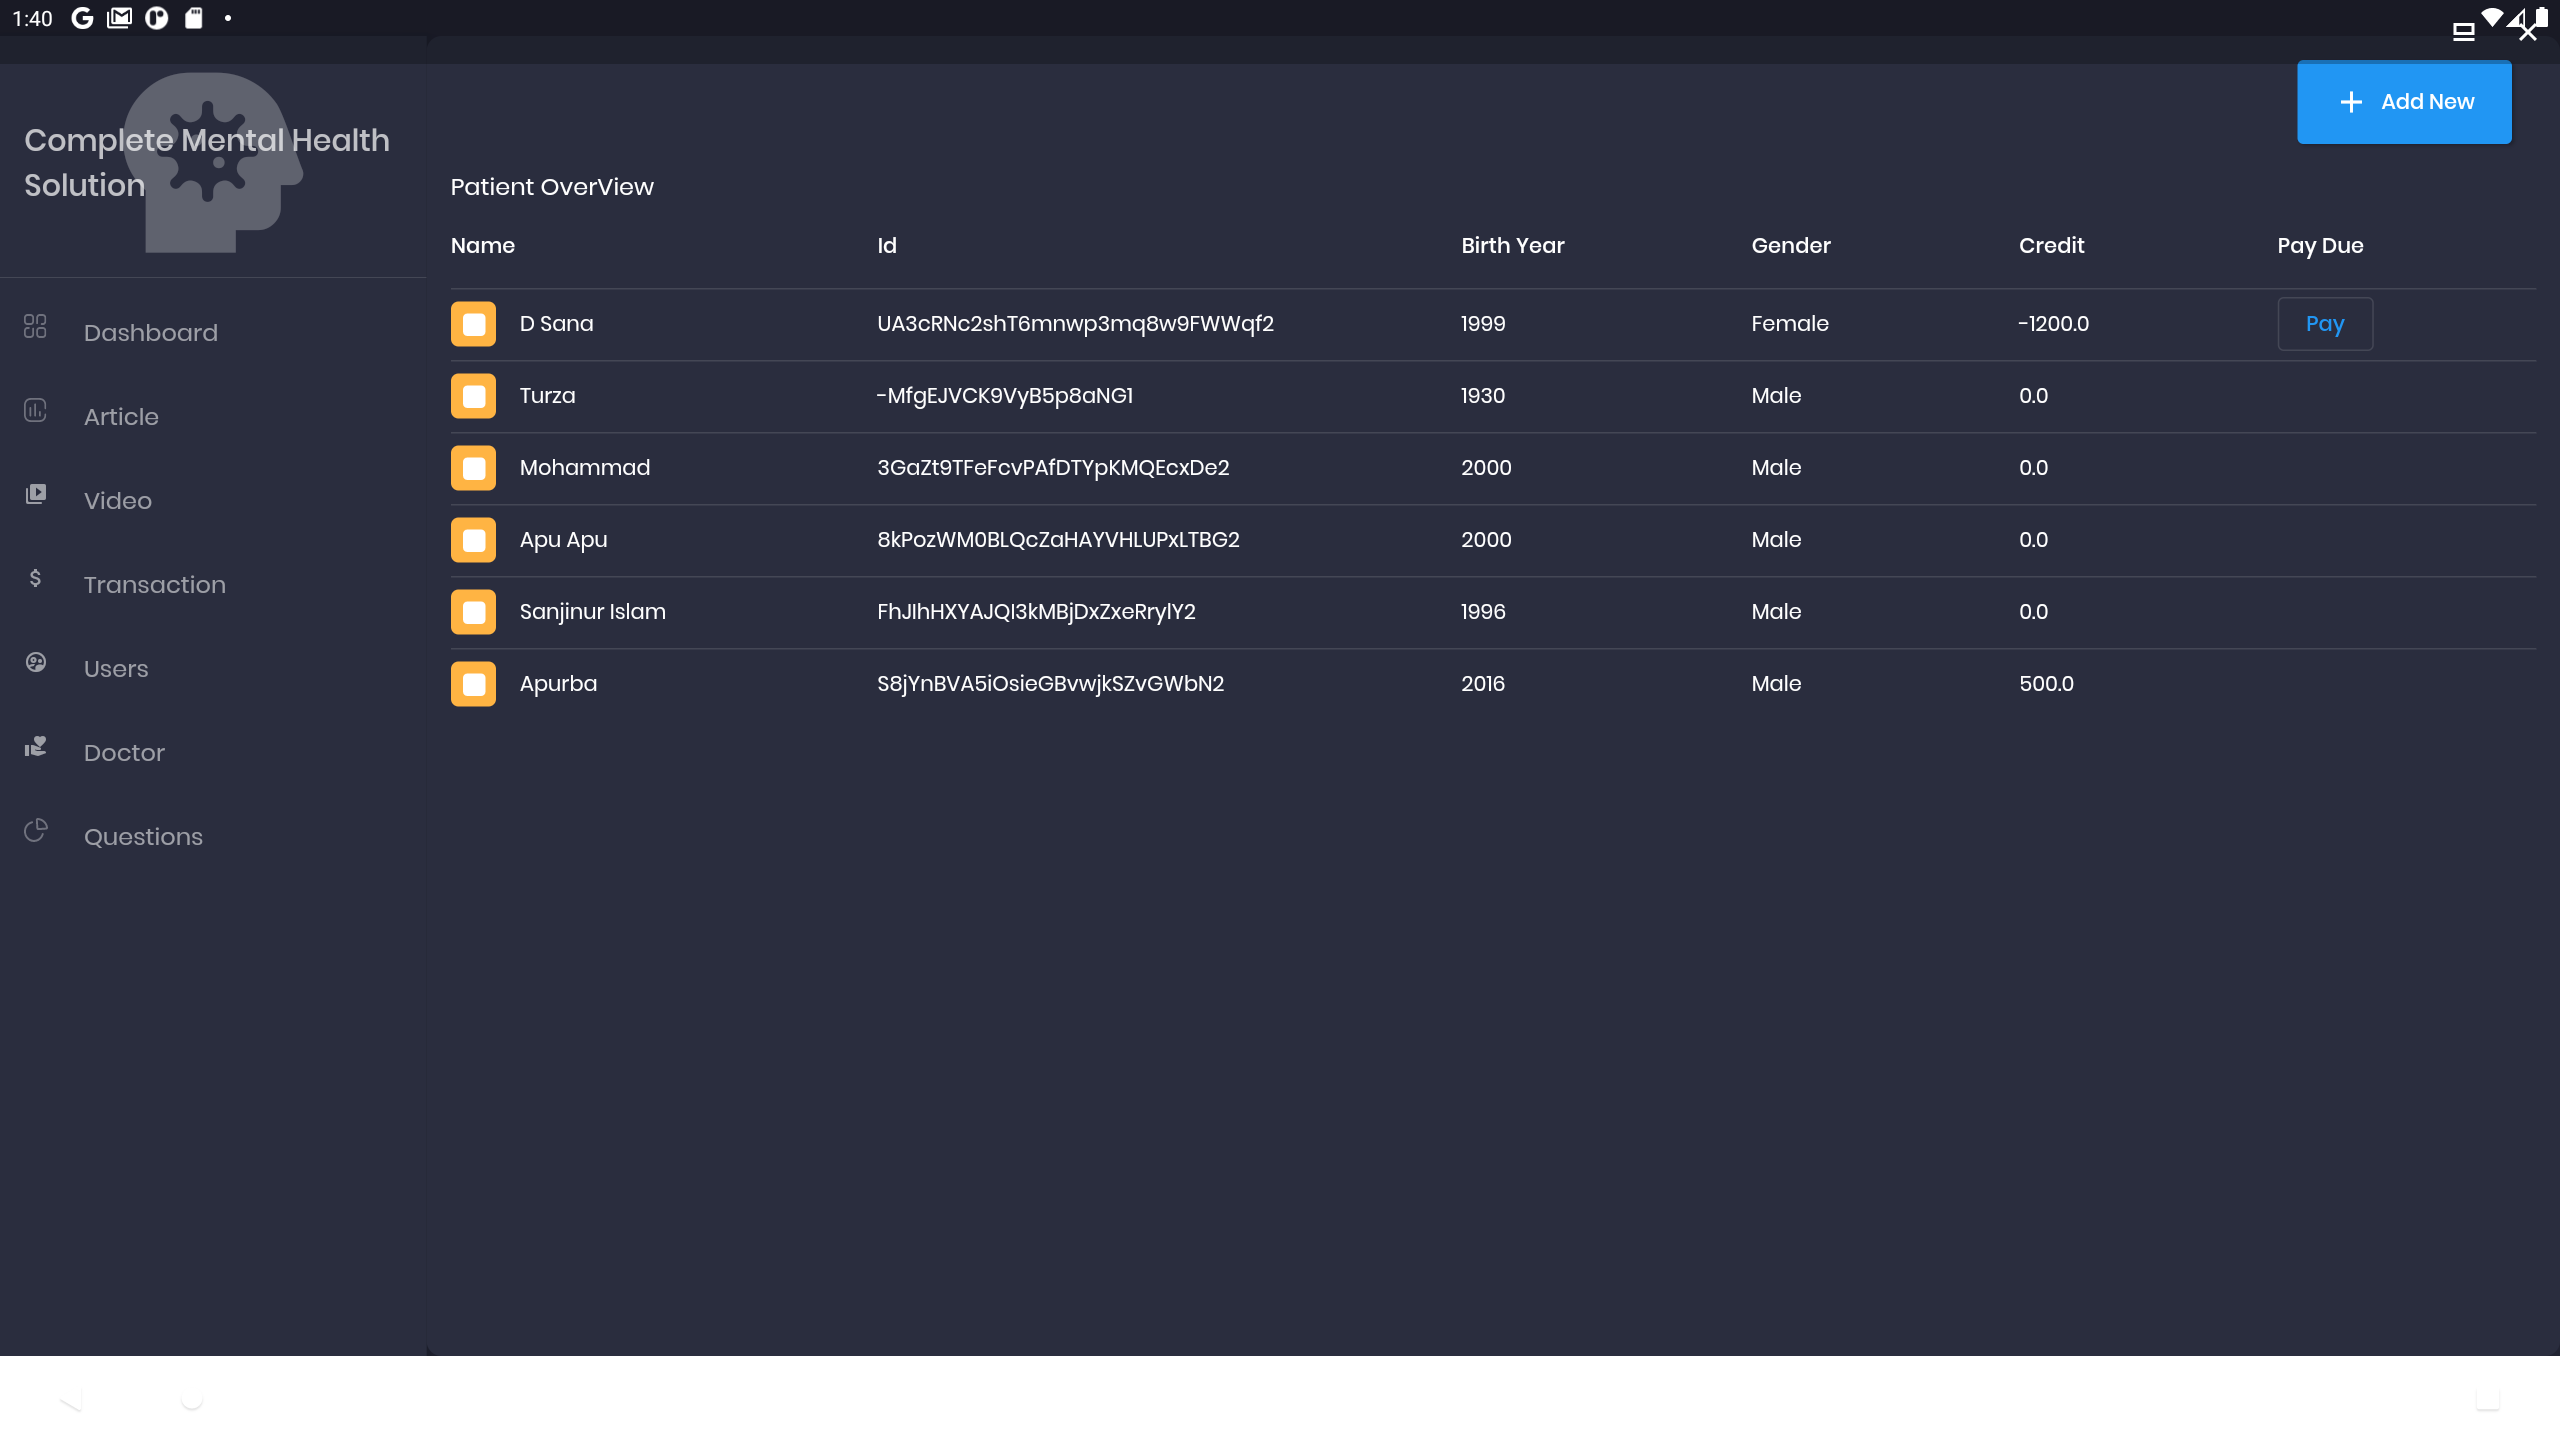 1:40
Complete Mental Health
Solution
Dashboard
Article
Video
Transaction
Users
Doctor
Questions
Add New
Patient OverView
Name Id Birth Year Gender Credit Pay Due
D Sana UA3cRNc2shT6mnwp3mq8w9FWWqf2 1999 Female -1200.0 Pay
Turza -MfgEJVCK9VyB5p8aNG1 1930 Male 0.0
Mohammad 3GaZt9TFeFcvPAfDTYpKMQEcxDe2 2000 Male 0.0
Apu Apu 8kPozWM0BLQcZaHAYVHLUPxLTBG2 2000 Male 0.0
Sanjinur Islam FhJlhHXYAJQI3kMBjDxZxeRrylY2 1996 Male 0.0
Apurba S8jYnBVA5iOsieGBvwjkSZvGWbN2 2016 Male 500.0